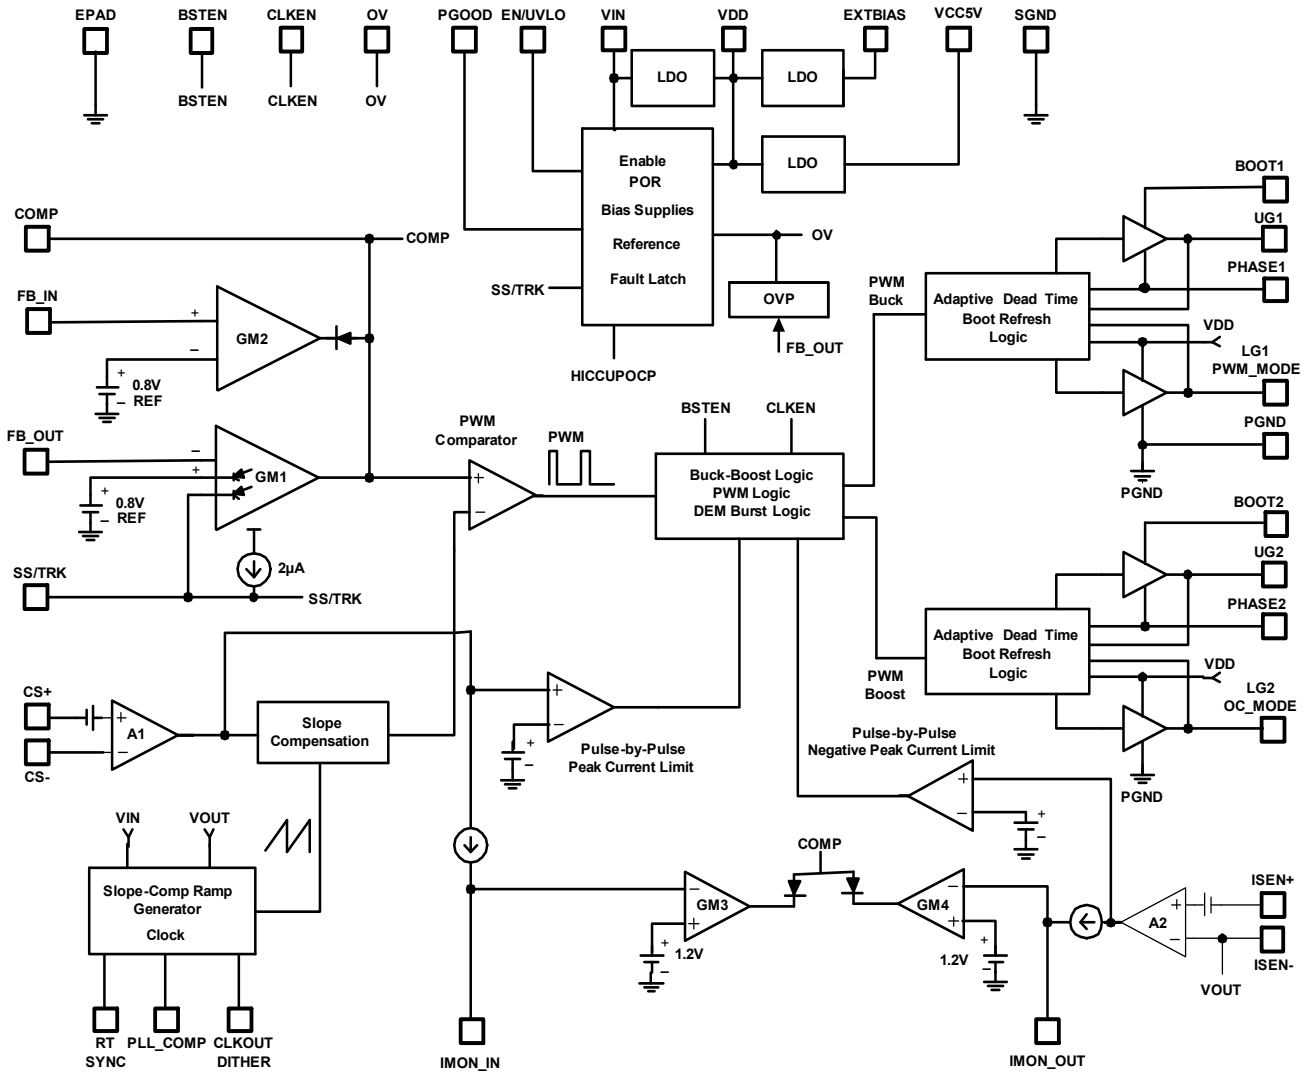 EPAD
BSTEN
CLKEN
OV
PGOOD
EN/UVLO
VIN
VDD
EXTBIAS
VCC5V
SGND
BSTEN
CLKEN
OV
LDO
LDO
LDO
Enable
POR
Bias Supplies
Reference
Fault Latch
SS/TRK
HICCUPOCP
OV
OVP
FB_OUT
COMP
COMP
FB_IN
+
−
GM2
+
−
0.8V
REF
FB_OUT
−
+
GM1
+
−
0.8V
REF
2µA
SS/TRK
SS/TRK
PWM
Comparator
+
−
PWM
BSTEN
CLKEN
Buck-Boost Logic
PWM Logic
DEM Burst Logic
PWM
Buck
Adaptive Dead Time
Boot Refresh
Logic
BOOT1
UG1
PHASE1
VDD
LG1
PWM_MODE
PGND
PGND
PWM
Boost
Adaptive Dead Time
Boot Refresh
Logic
BOOT2
UG2
PHASE2
VDD
LG2
OC_MODE
PGND
CS+
CS-
+
−
A1
Slope
Compensation
+
−
+
−
Pulse-by-Pulse
Peak Current Limit
Pulse-by-Pulse
Negative Peak Current Limit
+
−
+
−
VIN
VOUT
Slope-Comp Ramp
Generator
Clock
RT
SYNC
PLL_COMP
CLKOUT
DITHER
IMON_IN
COMP
−
+
GM3
+
−
1.2V
GM4
−
+
+
−
1.2V
A2
+
−
ISEN+
ISEN-
VOUT
IMON_OUT